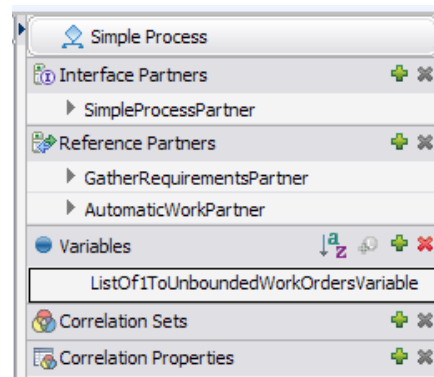 Simple Process
Interface Partners
SimpleProcessPartner
Reference Partners
GatherRequirementsPartner
AutomaticWorkPartner
Variables
ListOf1ToUnboundedWorkOrdersVariable
Correlation Sets
Correlation Properties